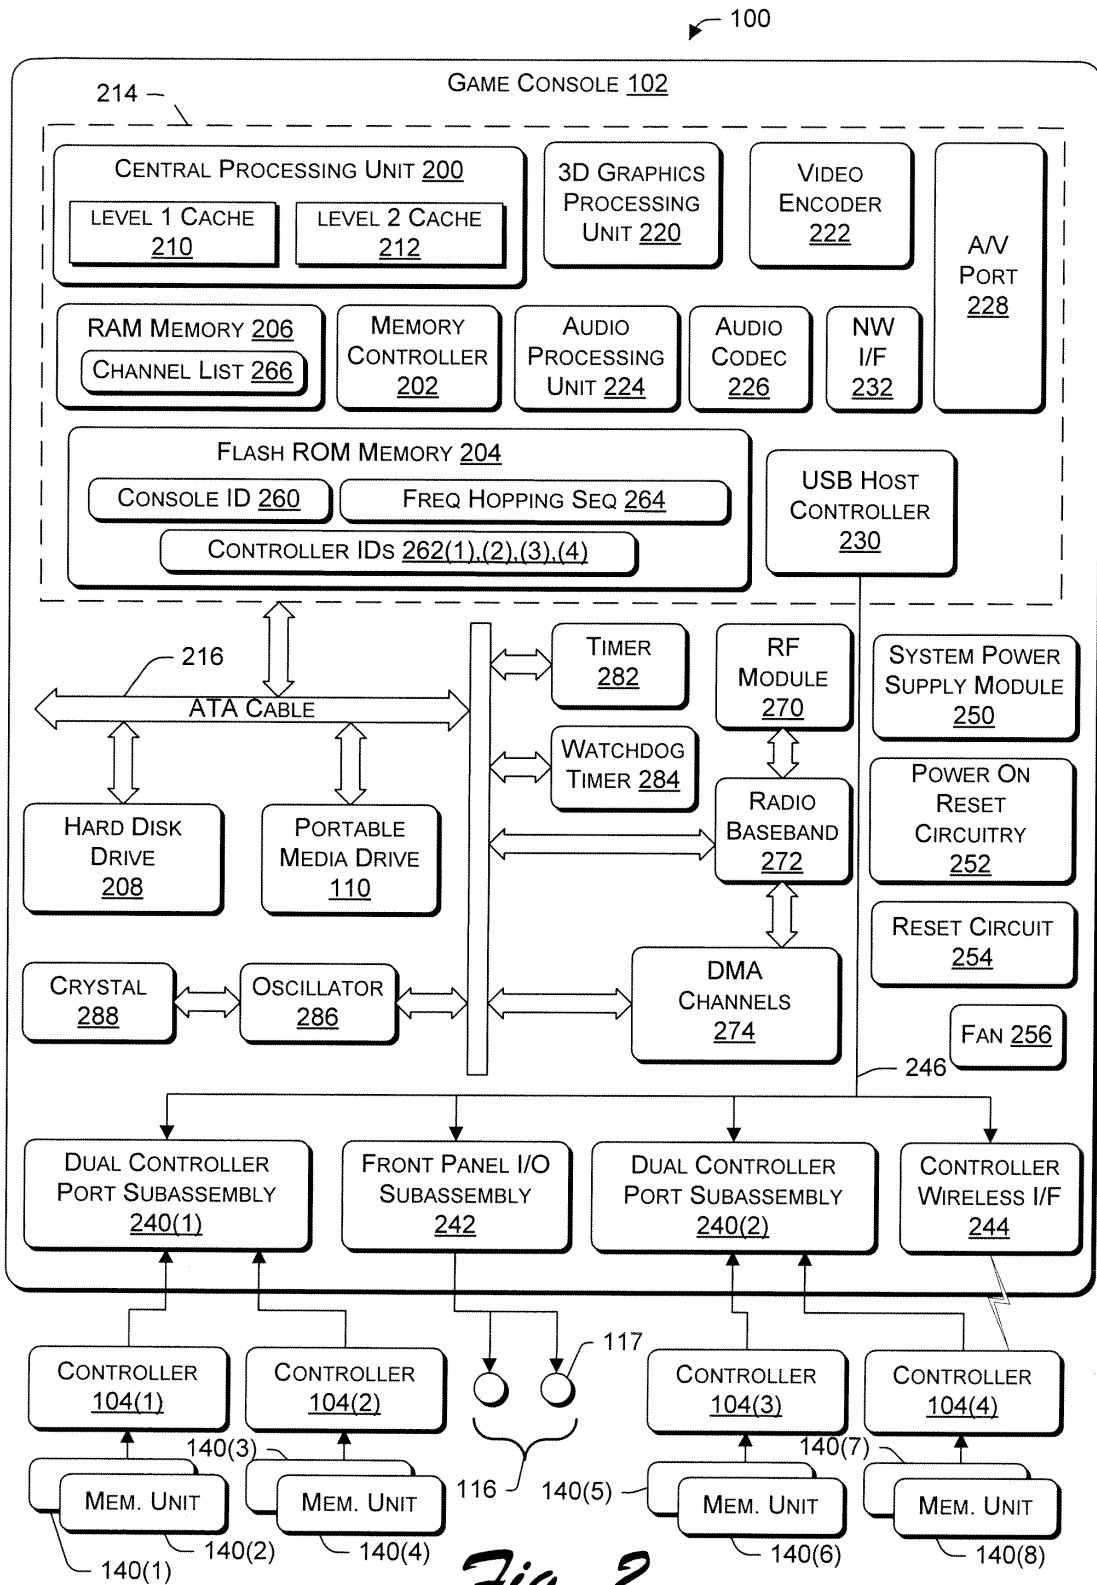 100
GAME CONSOLE 102
214
CENTRAL PROCESSING UNIT 200
LEVEL 1 CACHE
210
LEVEL 2 CACHE
212
3D GRAPHICS
PROCESSING
UNIT 220
VIDEO
ENCODER
222
A/V
PORT
228
RAM MEMORY 206
CHANNEL LIST 266
MEMORY
CONTROLLER
202
AUDIO
PROCESSING
UNIT 224
AUDIO
CODEC
226
NW
I/F
232
FLASH ROM MEMORY 204
CONSOLE ID 260
FREQ HOPPING SEQ 264
CONTROLLER IDS 262(1),(2),(3),(4)
USB HOST
CONTROLLER
230
216
ATA CABLE
TIMER
282
RF
MODULE
270
SYSTEM POWER
SUPPLY MODULE
250
WATCHDOG
TIMER 284
HARD DISK
DRIVE
208
PORTABLE
MEDIA DRIVE
110
RADIO
BASEBAND
272
POWER ON
RESET
CIRCUITRY
252
RESET CIRCUIT
254
CRYSTAL
288
OSCILLATOR
286
DMA
CHANNELS
274
FAN 256
246
DUAL CONTROLLER
PORT SUBASSEMBLY
240(1)
FRONT PANEL I/O
SUBASSEMBLY
242
DUAL CONTROLLER
PORT SUBASSEMBLY
240(2)
CONTROLLER
WIRELESS I/F
244
CONTROLLER
104(1)
CONTROLLER
104(2)
117
CONTROLLER
104(3)
CONTROLLER
104(4)
140(3)
116
140(5)
140(7)
MEM. UNIT
MEM. UNIT
MEM. UNIT
MEM. UNIT
140(1)
140(2)
140(4)
140(6)
140(8)
Fig. 2